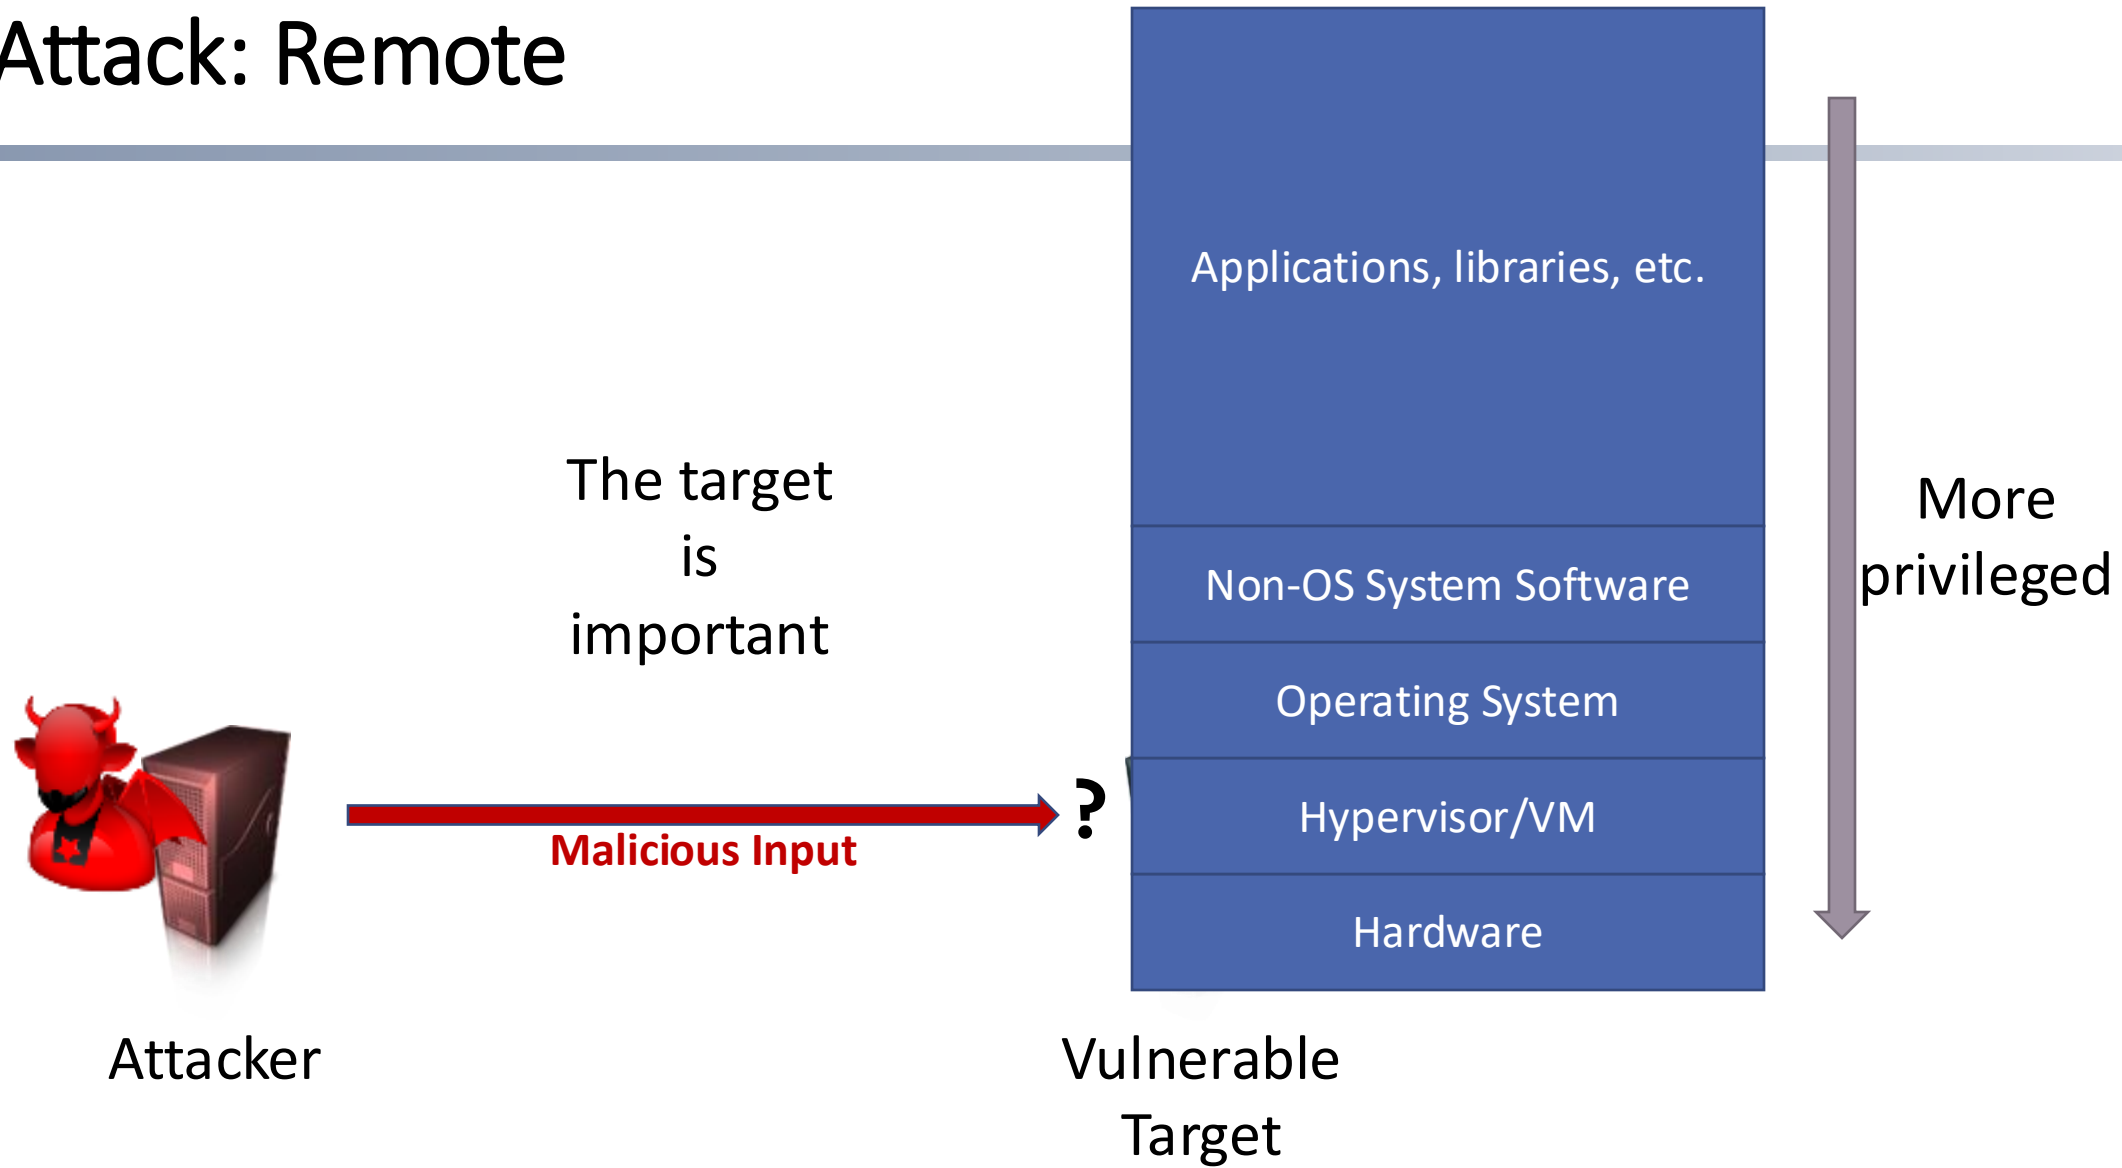 Attack: Remote
Applications, libraries, etc.
The target
is
important
More
privileged
Non-OS System Software
Operating System
Hypervisor/VM
Hardware
?
Malicious Input
Attacker
Vulnerable
Target